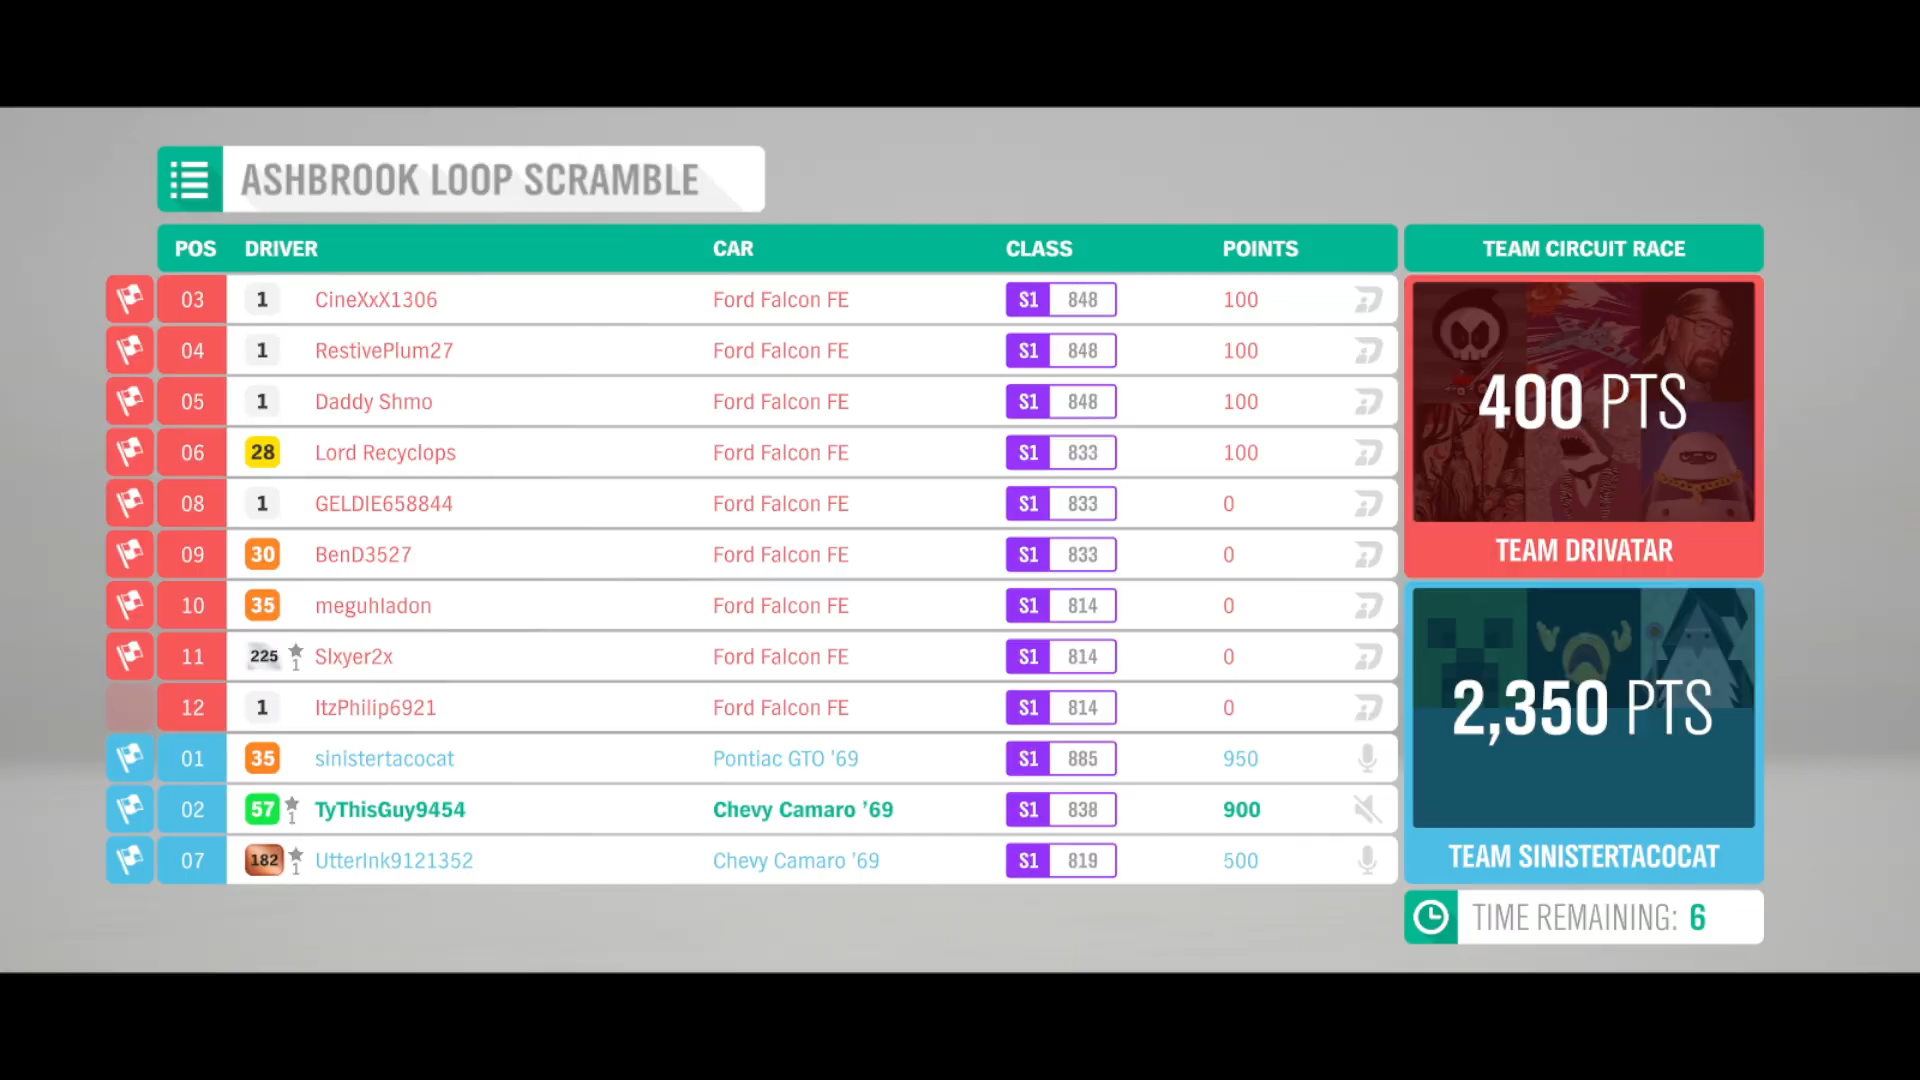 ASHBROOK LOOP SCRAMBLE
POS DRIVER CAR CLASS POINTS
03 1 CineXxX1306 Ford Falcon FE S1 848 100
04 1 RestivePlum27 Ford Falcon FE S1 848 100
05 1 Daddy Shmo Ford Falcon FE S1 848 100
06 28 Lord Recyclops Ford Falcon FE S1 833 100
08 1 GELDIE658844 Ford Falcon FE S1 833 0
09 30 BenD3527 Ford Falcon FE S1 833 0
10 35 meguhladon Ford Falcon FE S1 814 0
11 225 1 Slxyer2x Ford Falcon FE S1 814 0
12 1 ItzPhilip6921 Ford Falcon FE S1 814 0
01 35 sinistertacocat Pontiac GTO '69 S1 885 950
02 57 1 TyThisGuy9454 Chevy Camaro '69 S1 838 900
07 182 1 UtterInk9121352 Chevy Camaro '69 S1 819 500
TEAM CIRCUIT RACE
400 PTS
TEAM DRIVATAR
2,350 PTS
TEAM SINISTERTACOCAT
TIME REMAINING: 6